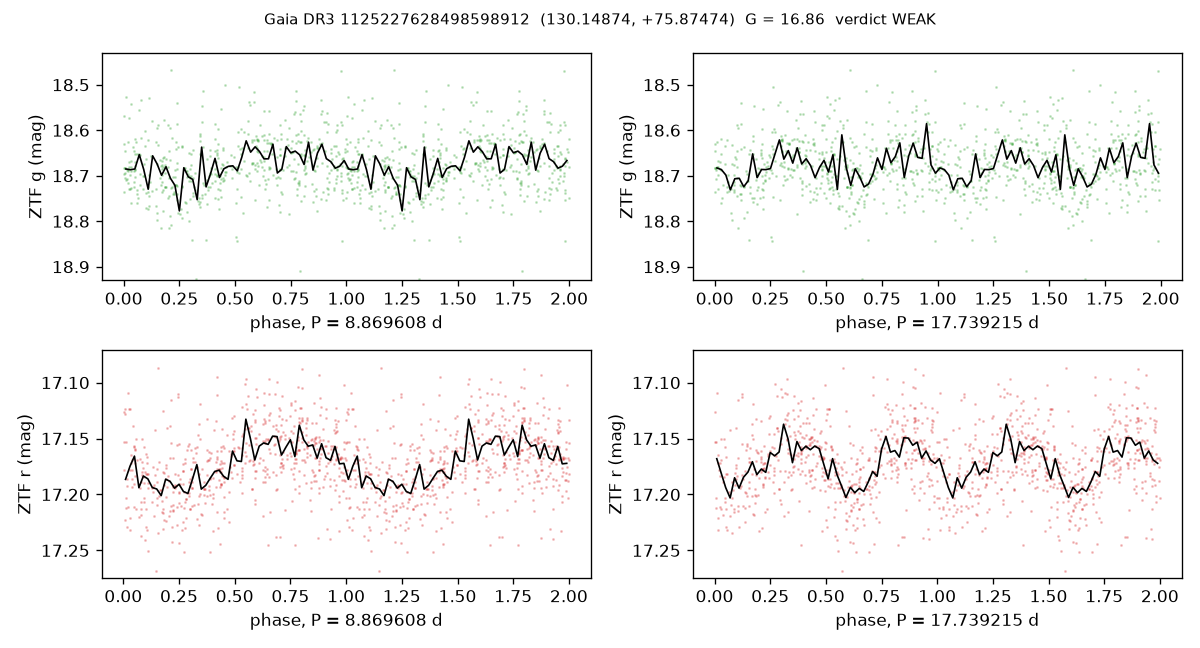 Gaia DR3 1125227628498598912 (130.14874, +75.87474) G = 16.86 verdict WEAK
ZTF g (mag)
18.5
18.6
18.7
18.8
18.9
0.00 0.25 0.50 0.75 1.00 1.25 1.50 1.75 2.00
phase, P = 8.869608 d
ZTF g (mag)
18.5
18.6
18.7
18.8
18.9
0.00 0.25 0.50 0.75 1.00 1.25 1.50 1.75 2.00
phase, P = 17.739215 d
ZTF r (mag)
17.10
17.15
17.20
17.25
0.00 0.25 0.50 0.75 1.00 1.25 1.50 1.75 2.00
phase, P = 8.869608 d
ZTF r (mag)
17.10
17.15
17.20
17.25
0.00 0.25 0.50 0.75 1.00 1.25 1.50 1.75 2.00
phase, P = 17.739215 d